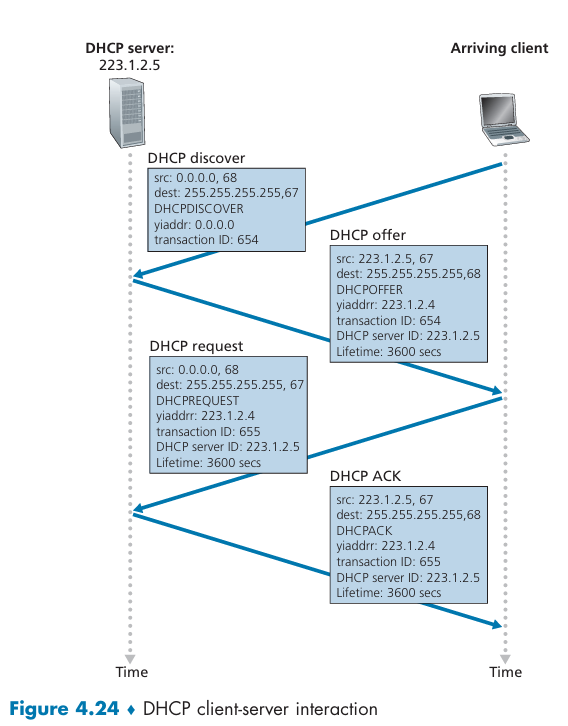 DHCP server:
223.1.2.5
Arriving client
DHCP discover
src: 0.0.0.0, 68
dest: 255.255.255.255,67
DHCPDISCOVER
yiaddr: 0.0.0.0
transaction ID: 654
DHCP offer
src: 223.1.2.5, 67
dest: 255.255.255.255,68
DHCPOFFER
yiaddrr: 223.1.2.4
transaction ID: 654
DHCP server ID: 223.1.2.5
Lifetime: 3600 secs
DHCP request
src: 0.0.0.0, 68
dest: 255.255.255.255, 67
DHCPREQUEST
yiaddrr: 223.1.2.4
transaction ID: 655
DHCP server ID: 223.1.2.5
Lifetime: 3600 secs
DHCP ACK
src: 223.1.2.5, 67
dest: 255.255.255.255,68
DHCPACK
yiaddrr: 223.1.2.4
transaction ID: 655
DHCP server ID: 223.1.2.5
Lifetime: 3600 secs
Time
Time
Figure 4.24 ♦ DHCP client-server interaction